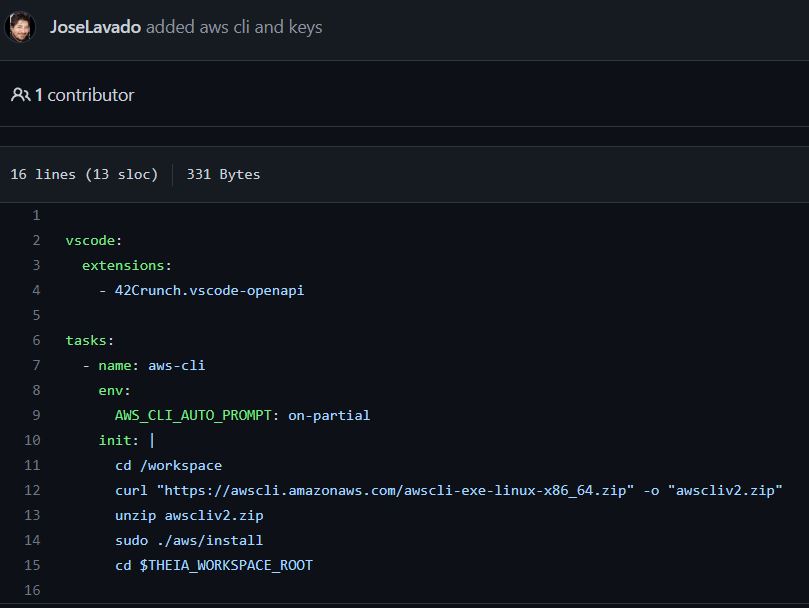 JoseLavado added aws cli and keys
1 contributor
16 lines (13 sloc) 331 Bytes
1
2 vscode:
3   extensions:
4     - 42Crunch.vscode-openapi
5
6 tasks:
7   - name: aws-cli
8     env:
9       AWS_CLI_AUTO_PROMPT: on-partial
10     init: |
11       cd /workspace
12       curl "https://awscli.amazonaws.com/awscli-exe-linux-x86_64.zip" -o "awscliv2.zip"
13       unzip awscliv2.zip
14       sudo ./aws/install
15       cd $THEIA_WORKSPACE_ROOT
16